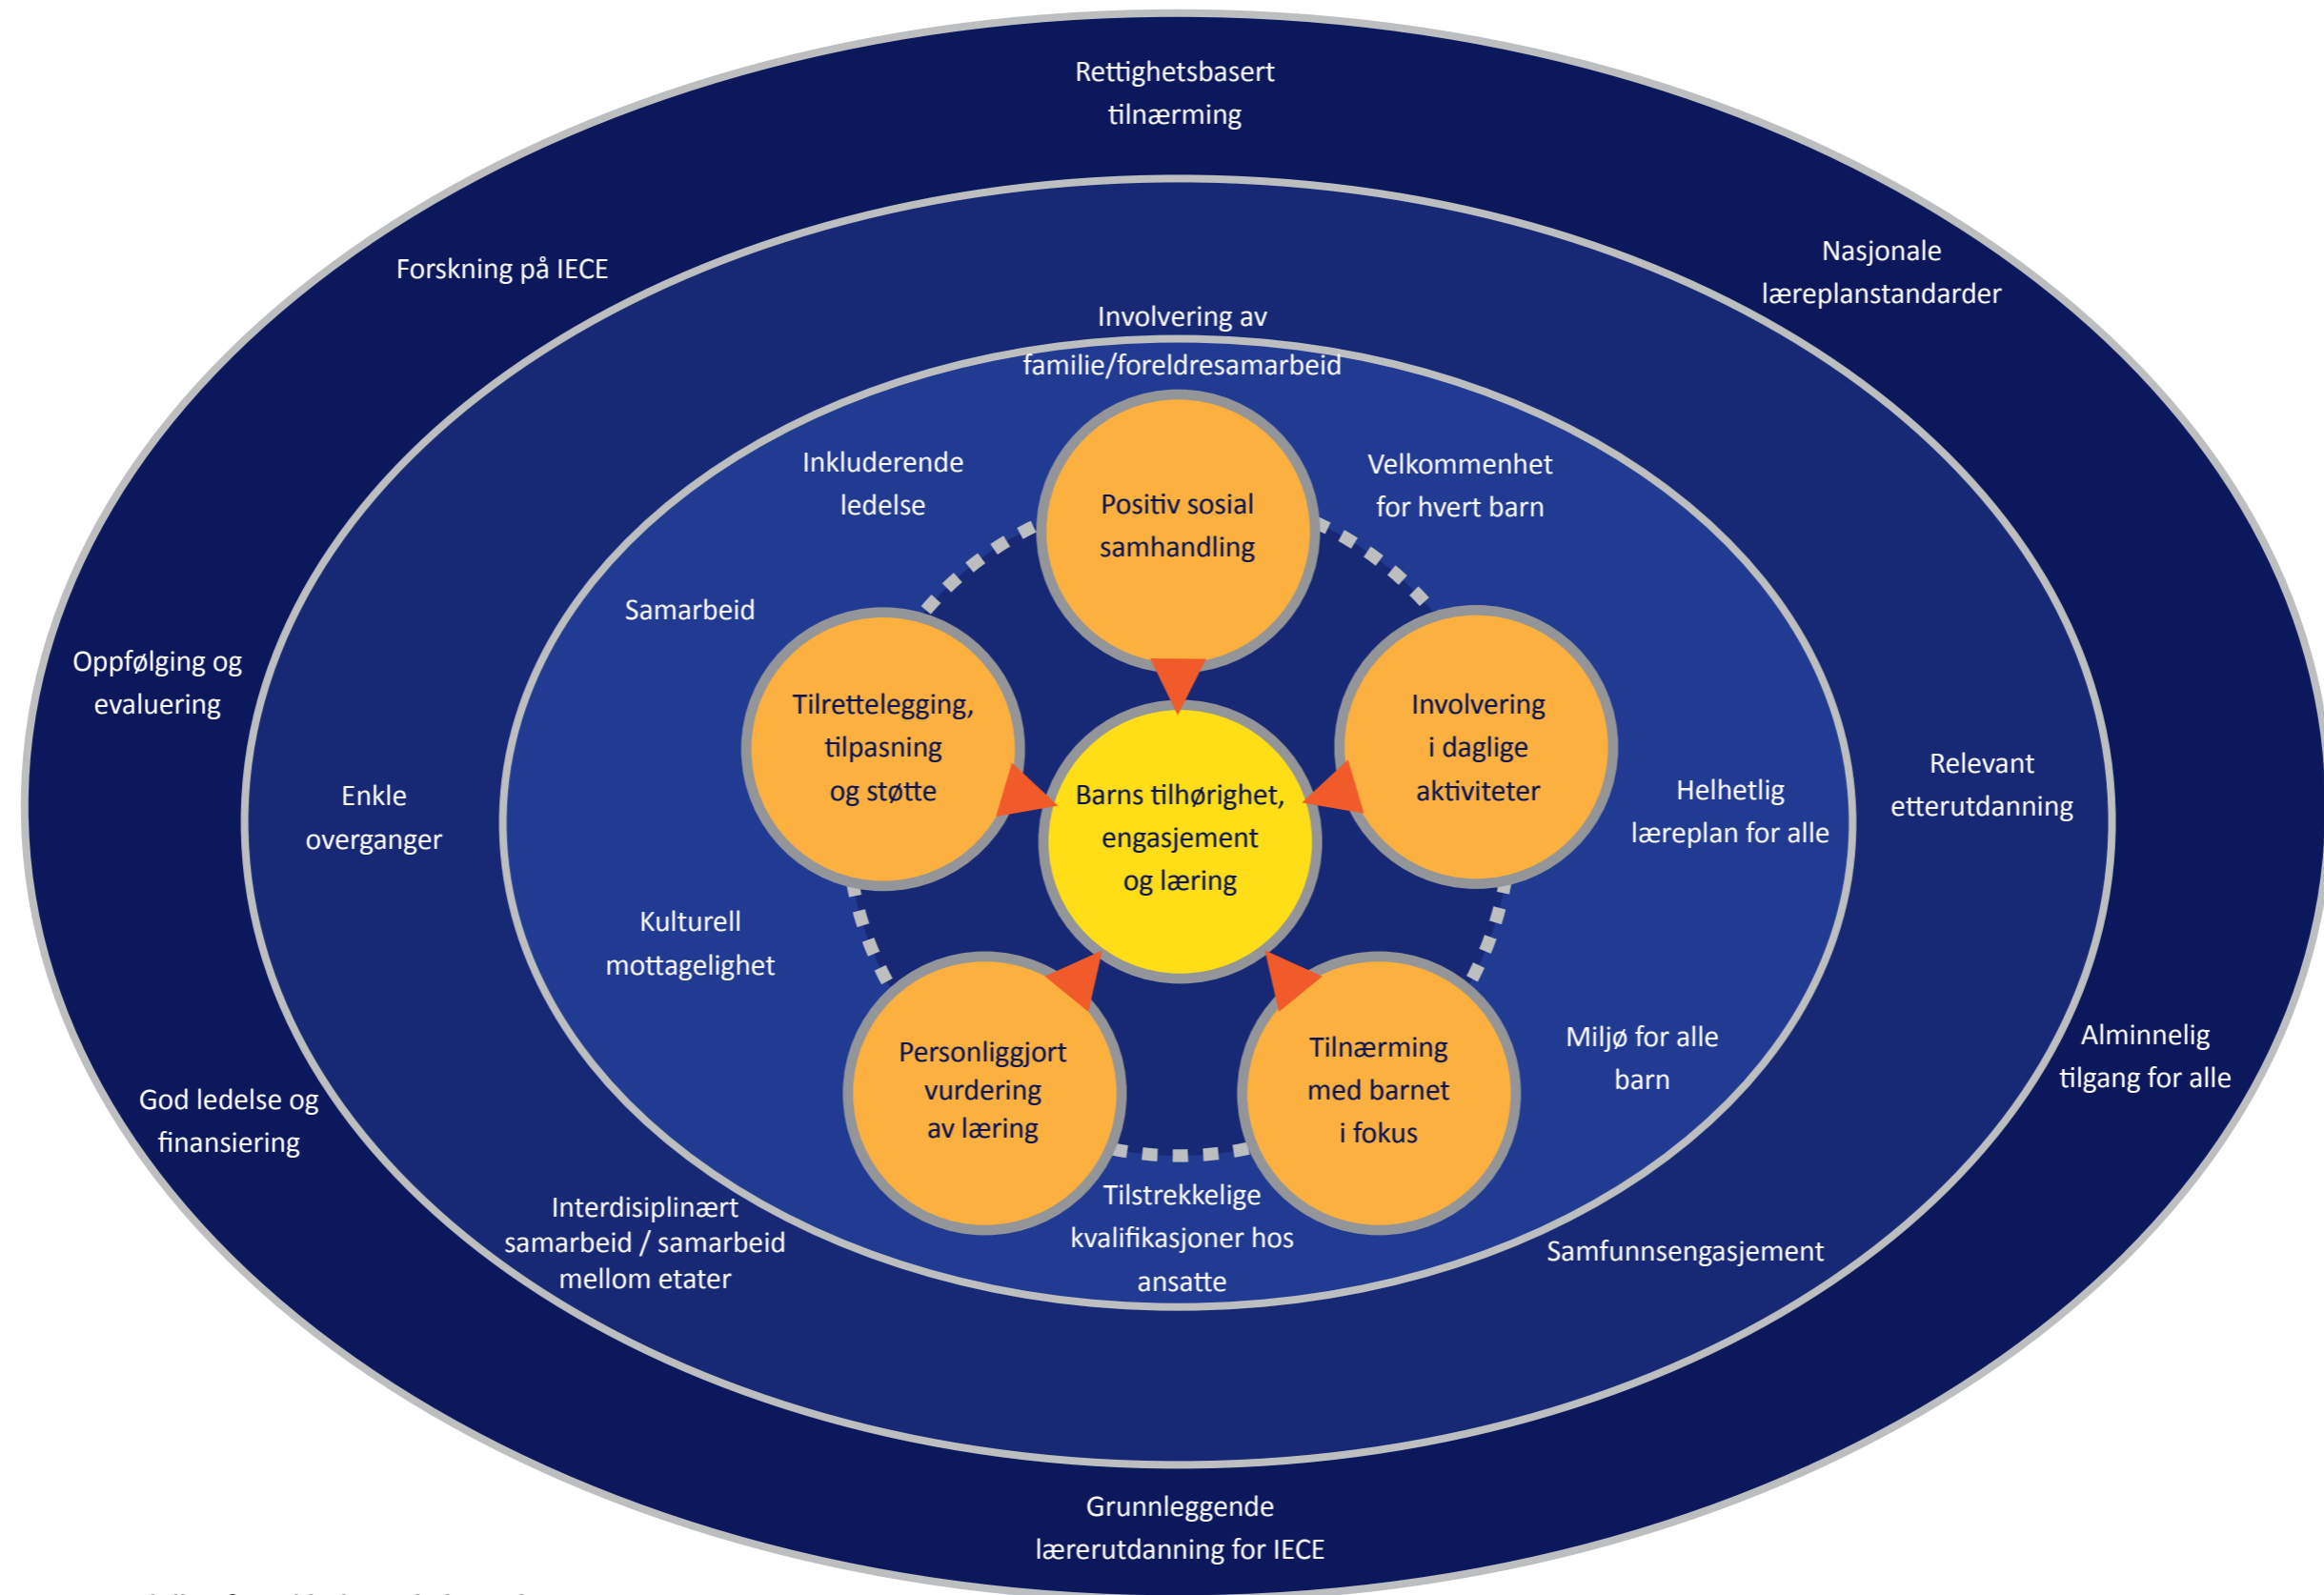 Rettighetsbasert
tilnærming
Forskning på IECE
Nasjonale
læreplanstandarder
Involvering av
familie/foreldresamarbeid
Inkluderende
ledelse
Velkommenhet
for hvert barn
Positiv sosial
samhandling
Samarbeid
Oppfølging og
evaluering
Tilrettelegging,
tilpasning
og støtte
Involvering
i daglige
aktiviteter
Enkle
overganger
Barns tilhørighet,
engasjement
og læring
Helhetlig
læreplan for alle
Relevant
etterutdanning
Kulturell
mottagelighet
Personliggjort
vurdering
av læring
Tilnærming
med barnet
i fokus
Miljø for alle
barn
Alminnelig
tilgang for alle
God ledelse og
finansiering
Interdisiplinært
samarbeid / samarbeid
mellom etater
Tilstrekkelige
kvalifikasjoner hos
ansatte
Samfunnsengasjement
Grunnleggende
lærerutdanning for IECE